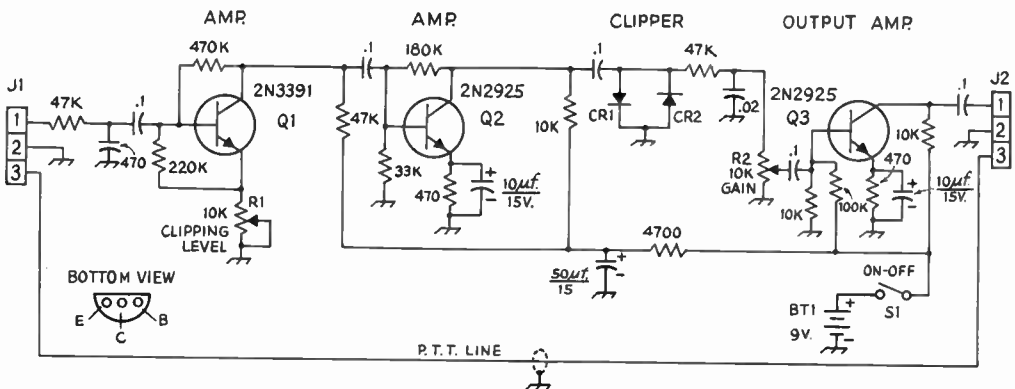 AMP.
AMP.
CLIPPER
OUTPUT AMP.
J1
1
2
3
47K
.1
470
470K
220K
2N3391
Q1
10K
R1
CLIPPING
LEVEL
47K
.1
180K
2N2925
Q2
33K
470
+
10µf.
15V.
-
10K
.1
CR1
CR2
47K
.02
R2
10K
GAIN
.1
2N2925
Q3
10K
100K
470
+
10µf.
15V.
-
10K
.1
J2
1
2
3
50µf.
15
+
-
4700
ON-OFF
S1
BT1
9V.
+
-
BOTTOM VIEW
E
C
B
P.T.T. LINE